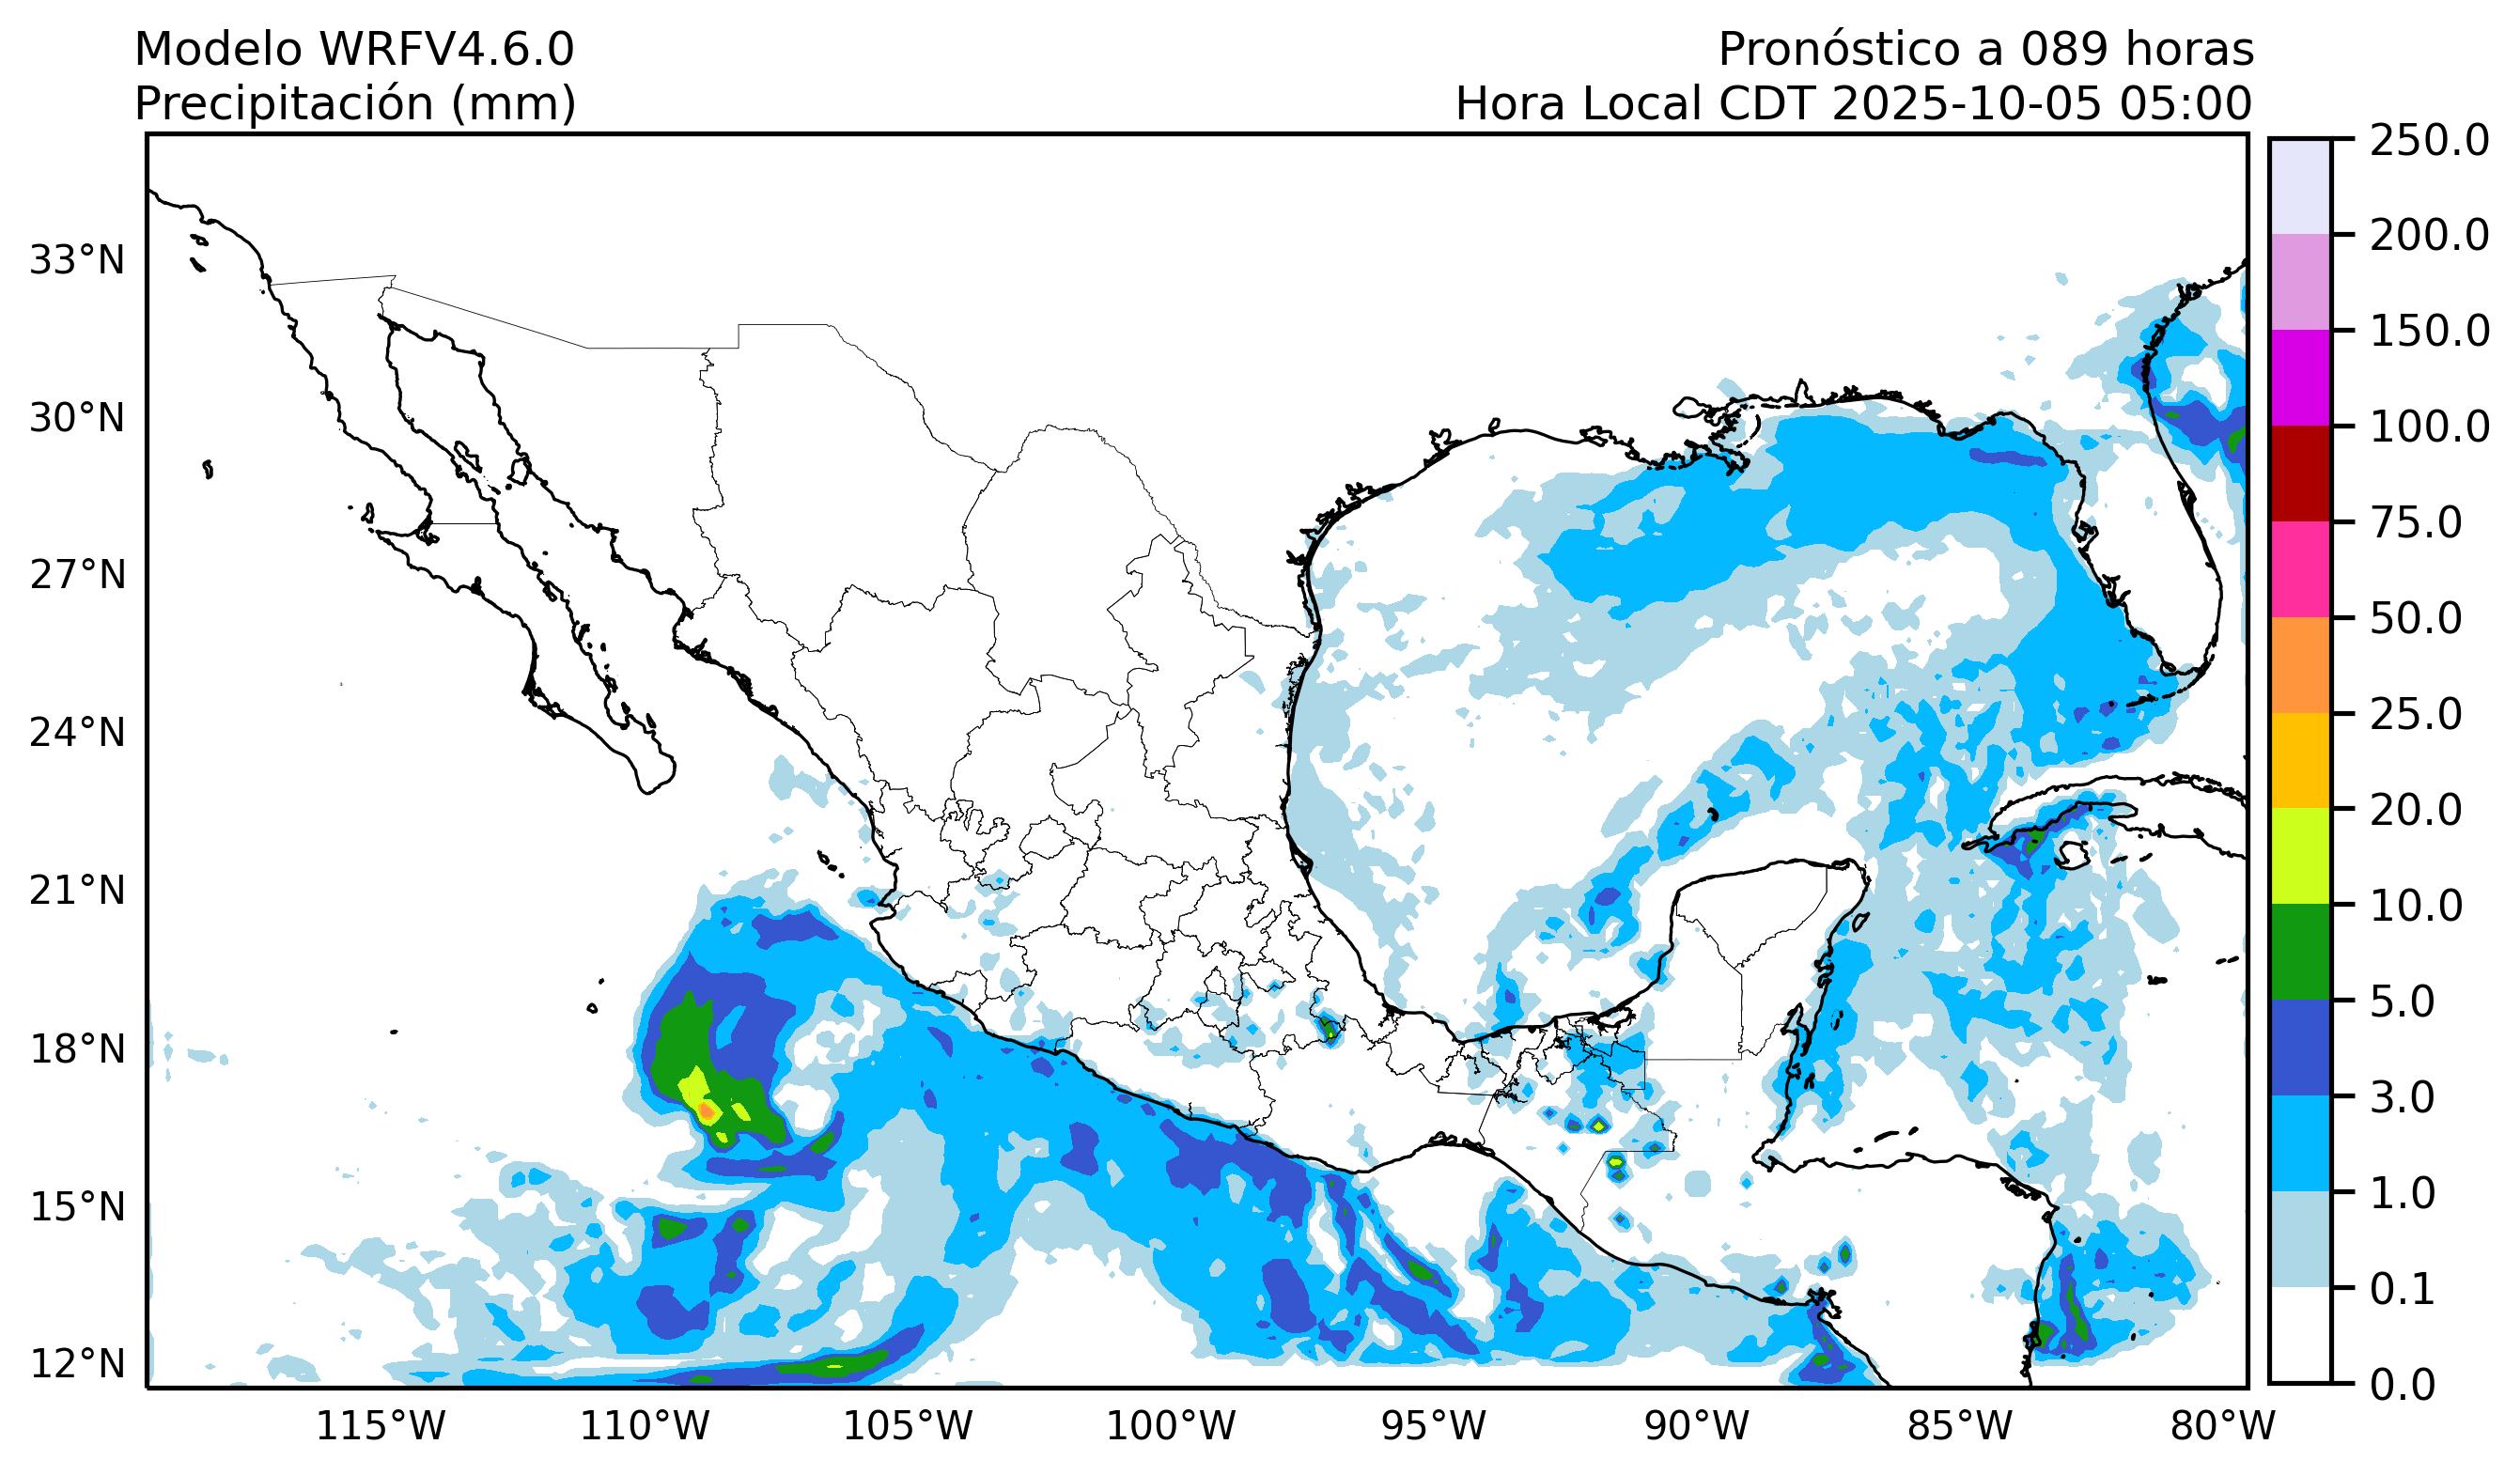 Modelo WRFV4.6.0
Precipitación (mm)
Pronóstico a 089 horas
Hora Local CDT 2025-10-05 05:00
33°N
30°N
27°N
24°N
21°N
18°N
15°N
12°N
115°W
110°W
105°W
100°W
95°W
90°W
85°W
80°W
250.0
200.0
150.0
100.0
75.0
50.0
25.0
20.0
10.0
5.0
3.0
1.0
0.1
0.0